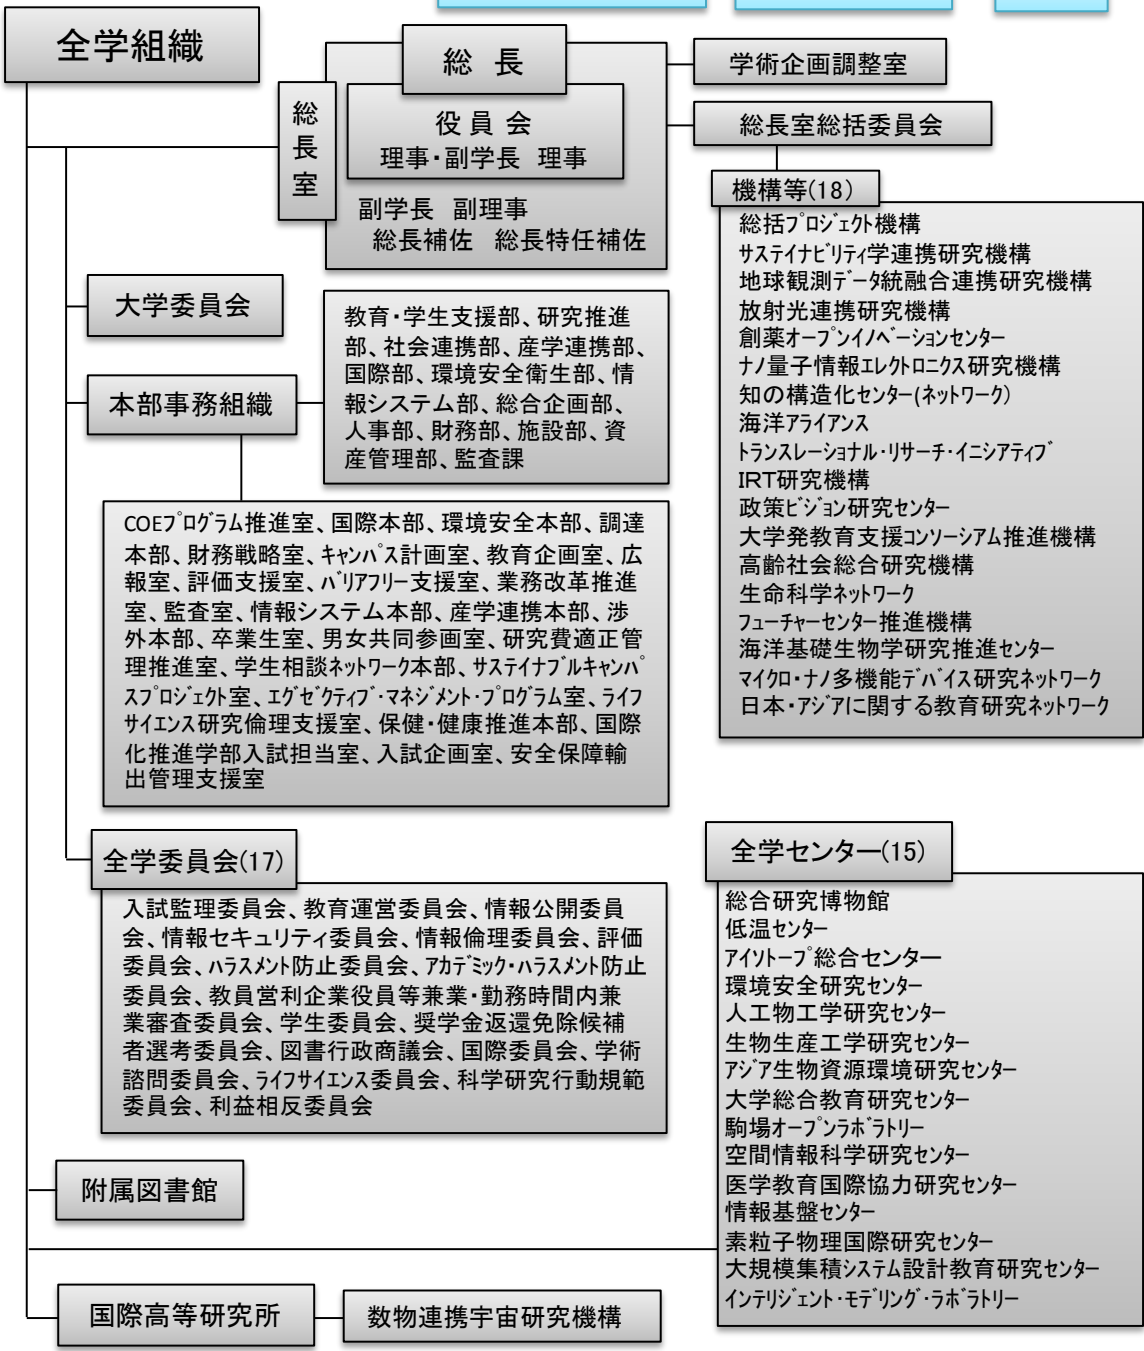 全学組織
総長室
総 長
役 員 会
理事・副学長 理事
副学長 副理事
総長補佐 総長特任補佐
学術企画調整室
総長室総括委員会
機構等(18)
総括ﾌﾟﾛｼﾞｪｸﾄ機構
ｻｽﾃｲﾅﾋﾞﾘﾃｨ学連携研究機構
地球観測ﾃﾞｰﾀ統融合連携研究機構
放射光連携研究機構
創薬オープンｲﾉﾍﾞｰｼｮﾝセンター
ﾅﾉ量子情報ｴﾚｸﾄﾛﾆｸｽ研究機構
知の構造化センター(ネットワーク)
海洋アライアンス
ﾄﾗﾝｽﾚｰｼｮﾅﾙ・ﾘｻｰﾁ・ｲﾆｼｱﾃｨﾌﾞ
IRT研究機構
政策ﾋﾞｼﾞｮﾝ研究センター
大学発教育支援ｺﾝｿｰｼｱﾑ推進機構
高齢社会総合研究機構
生命科学ネットワーク
ﾌｭｰﾁｬｰセンター推進機構
海洋基礎生物学研究推進センター
ﾏｲｸﾛ・ﾅﾉ多機能ﾃﾞﾊﾞｲｽ研究ネットワーク
日本・ｱｼﾞｱに関する教育研究ネットワーク
大学委員会
本部事務組織
教育・学生支援部、研究推進
部、社会連携部、産学連携部、
国際部、環境安全衛生部、情
報システム部、総合企画部、
人事部、財務部、施設部、資
産管理部、監査課
COEﾌﾟﾛｸﾞﾗﾑ推進室、国際本部、環境安全本部、調達
本部、財務戦略室、ｷｬﾝﾊﾟｽ計画室、教育企画室、広
報室、評価支援室、ﾊﾞﾘｱﾌﾘｰ支援室、業務改革推進
室、監査室、情報システム本部、産学連携本部、渉
外本部、卒業生室、男女共同参画室、研究費適正管
理推進室、学生相談ネットワーク本部、ｻｽﾃｲﾅﾌﾞﾙｷｬﾝﾊﾟ
ｽﾌﾟﾛｼﾞｪｸﾄ室、ｴｸﾞｾﾞｸﾃｨﾌﾞ・ﾏﾈｼﾞﾒﾝﾄ・ﾌﾟﾛｸﾞﾗﾑ室、ﾗｲﾌ
ｻｲｴﾝｽ研究倫理支援室、保健・健康推進本部、国際
化推進学部入試担当室、入試企画室、安全保障輸
出管理支援室
全学委員会(17)
入試監理委員会、教育運営委員会、情報公開委員
会、情報セキュリティ委員会、情報倫理委員会、評価
委員会、ﾊﾗｽﾒﾝﾄ防止委員会、ｱｶﾃﾞﾐｯｸ・ﾊﾗｽﾒﾝﾄ防止
委員会、教員営利企業役員等兼業・勤務時間内兼
業審査委員会、学生委員会、奨学金返還免除候補
者選考委員会、図書行政商議会、国際委員会、学術
諮問委員会、ﾗｲﾌｻｲｴﾝｽ委員会、科学研究行動規範
委員会、利益相反委員会
全学センター(15)
総合研究博物館
低温ｾﾝﾀｰ
ｱｲｿﾄｰﾌﾟ総合センター
環境安全研究ｾﾝﾀｰ
人工物工学研究ｾﾝﾀｰ
生物生産工学研究ｾﾝﾀｰ
ｱｼﾞｱ生物資源環境研究ｾﾝﾀｰ
大学総合教育研究ｾﾝﾀｰ
駒場オープンﾗﾎﾞﾗﾄﾘｰ
空間情報科学研究ｾﾝﾀｰ
医学教育国際協力研究ｾﾝﾀｰ
情報基盤ｾﾝﾀｰ
素粒子物理国際研究ｾﾝﾀｰ
大規模集積ｼｽﾃﾑ設計教育研究ｾﾝﾀｰ
ｲﾝﾃﾘｼﾞｪﾝﾄ・ﾓﾃﾞﾘﾝｸﾞ・ﾗﾎﾞﾗﾄﾘｰ
附属図書館
国際高等研究所
数物連携宇宙研究機構